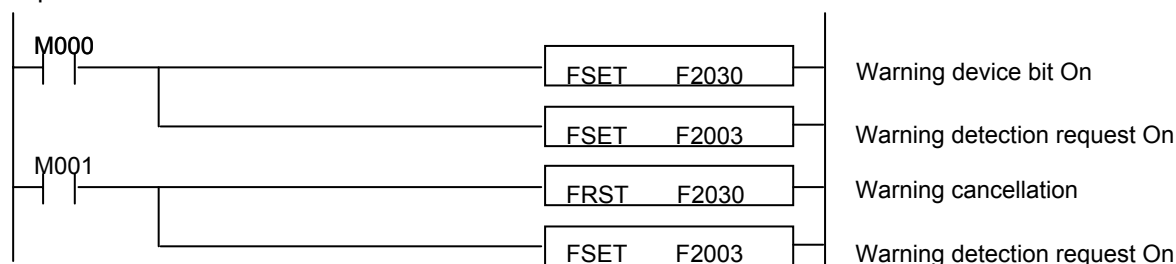 M000
FSET F2030 Warning device bit On
FSET F2003 Warning detection request On
M001
FRST F2030 Warning cancellation
FSET F2003 Warning detection request On